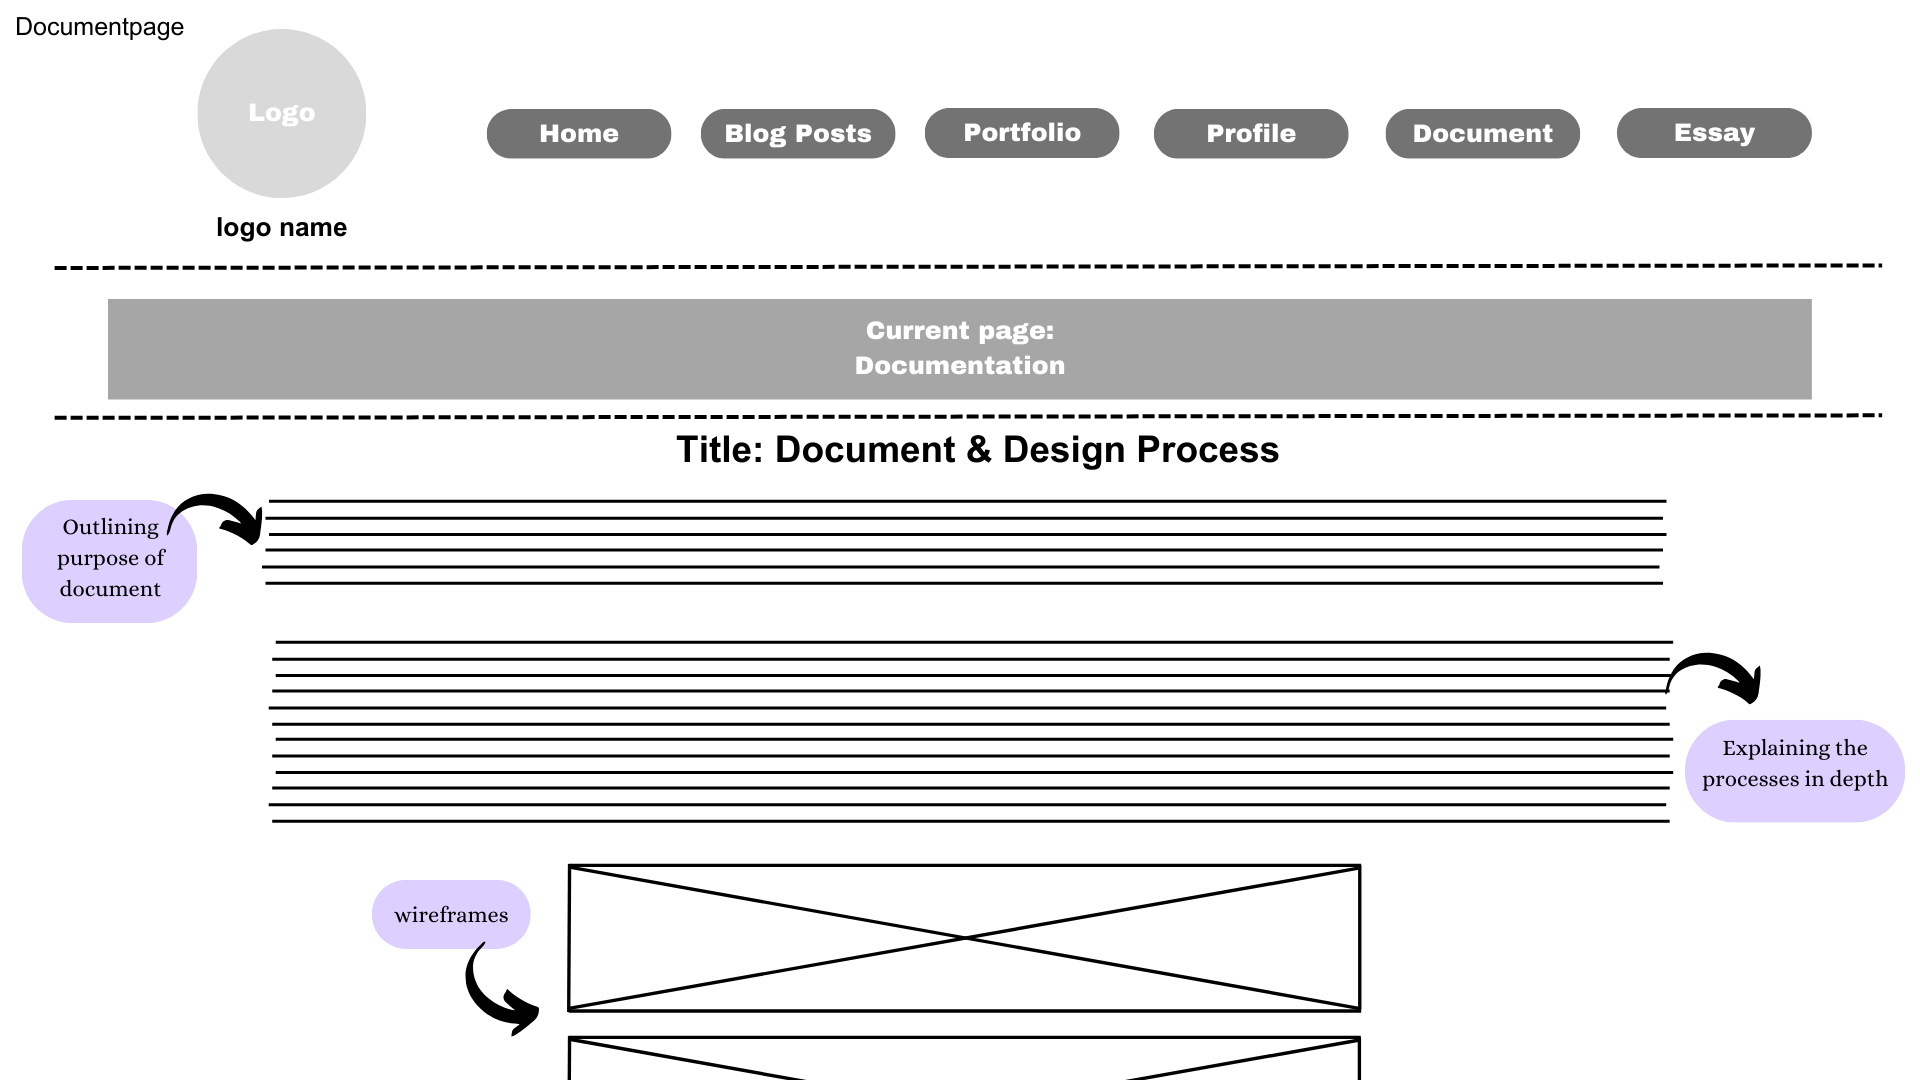 Documentpage
Logo
logo name
Home
Blog Posts
Portfolio
Profile
Document
Essay
Current page:
Documentation
Title: Document & Design Process
Outlining
purpose of
document
Explaining the
processes in depth
wireframes